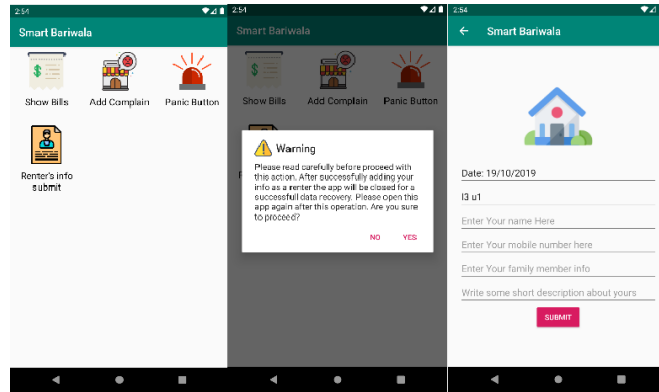 2:54
Smart Bariwala
Show Bills
Add Complain
Panic Button
Renter's info
submit
2:54
Smart Bariwala
Show Bills
Add Complain
Panic Button
Warning
Please read carefully before proceed with
this action. After successfully adding your
info as a renter the app will be closed for a
successfull data recovery. Please open this
app again after this operation. Are you sure
to proceed?
NO
YES
2:54
Smart Bariwala
Date: 19/10/2019
l3 u1
Enter Your name Here
Enter Your mobile number here
Enter Your family member info
Write some short description about yours
SUBMIT